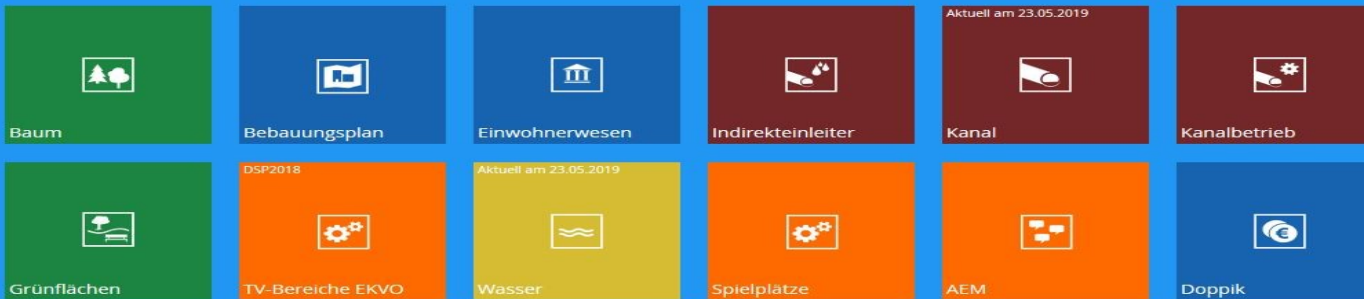 Aktuell am 23.05.2019
Baum
Bebauungsplan
Einwohnerwesen
Indirekteinleiter
Kanal
Kanalbetrieb
DSP2018
Aktuell am 23.05.2019
Grünflächen
TV-Bereiche EKVO
Wasser
Spielplätze
AEM
Doppik